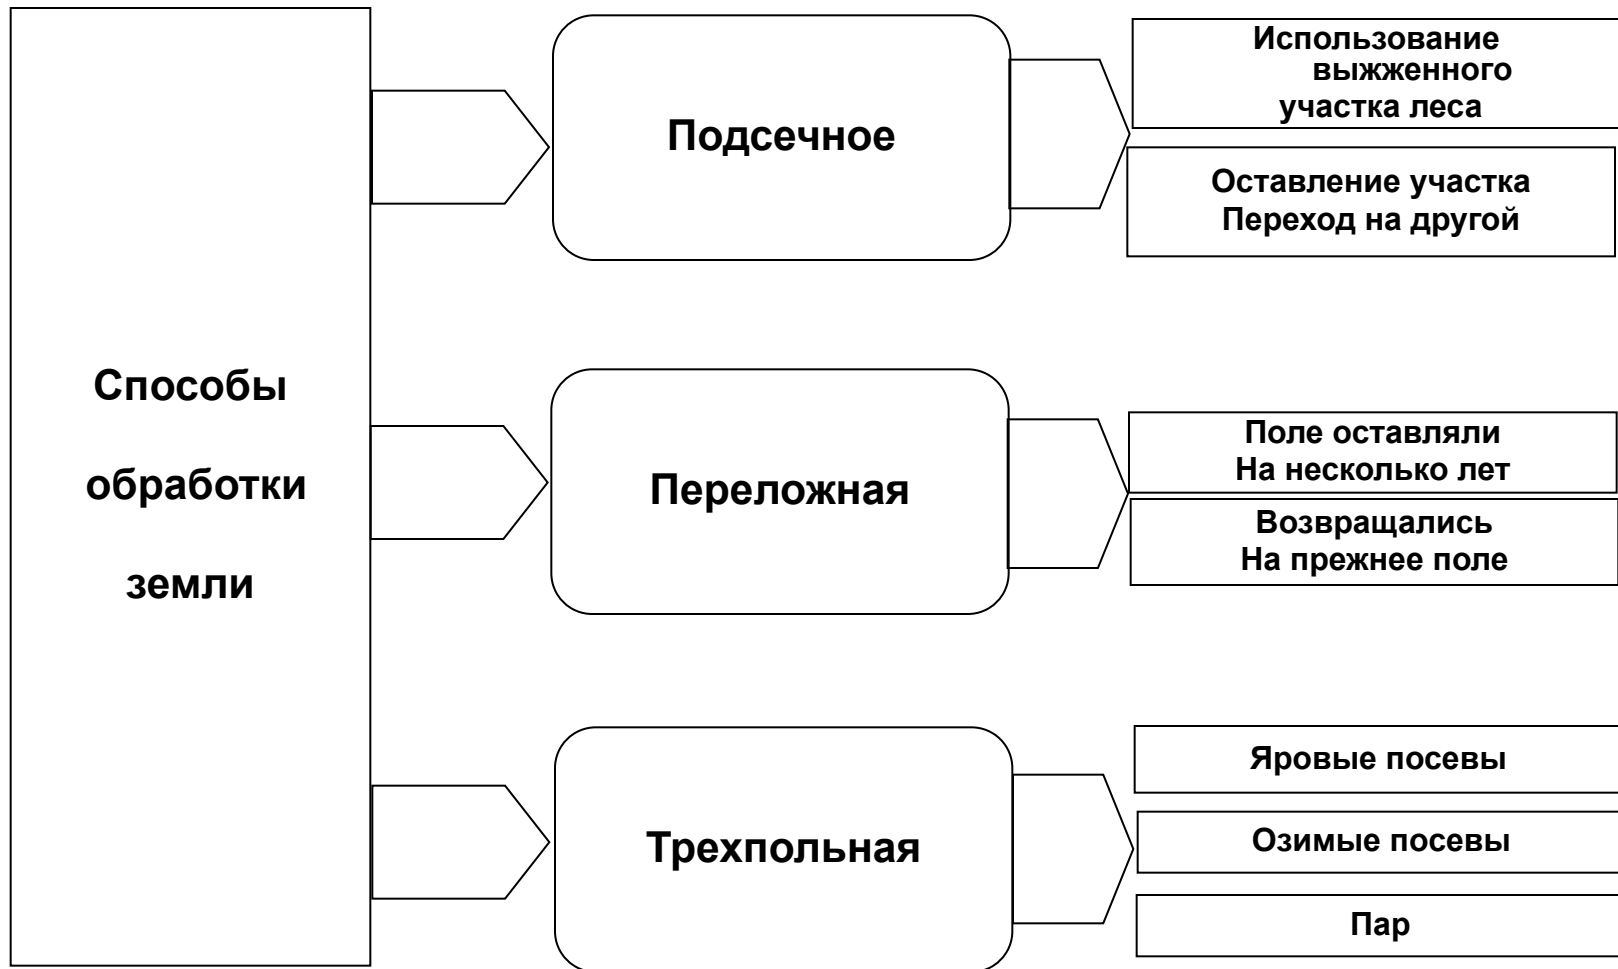 Способы
обработки
земли
Подсечное
Использование
выжженного
участка леса
Оставление участка
Переход на другой
Переложная
Поле оставляли
На несколько лет
Возвращались
На прежнее поле
Трехпольная
Яровые посевы
Озимые посевы
Пар